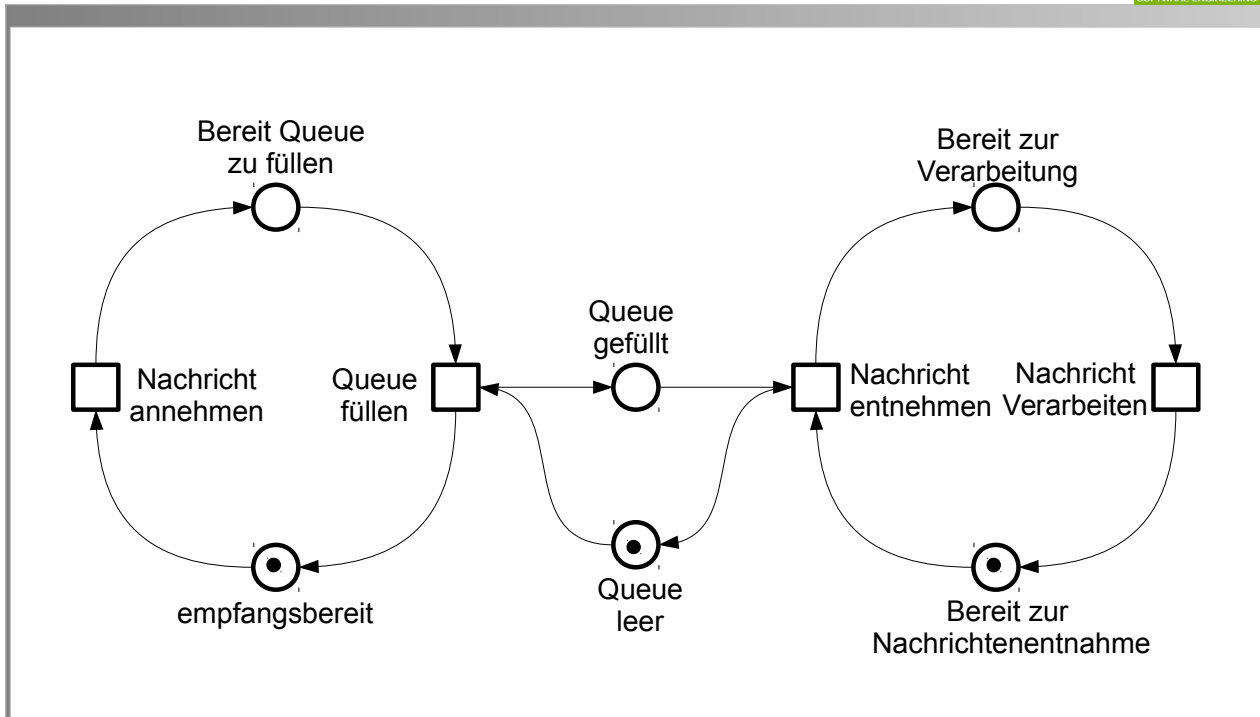 Bereit Queue
zu füllen
Bereit zur
Verarbeitung
Queue
gefüllt
Nachricht
annehmen
Queue
füllen
Nachricht
entnehmen
Nachricht
Verarbeiten
empfangsbereit
Queue
leer
Bereit zur
Nachrichtenentnahme